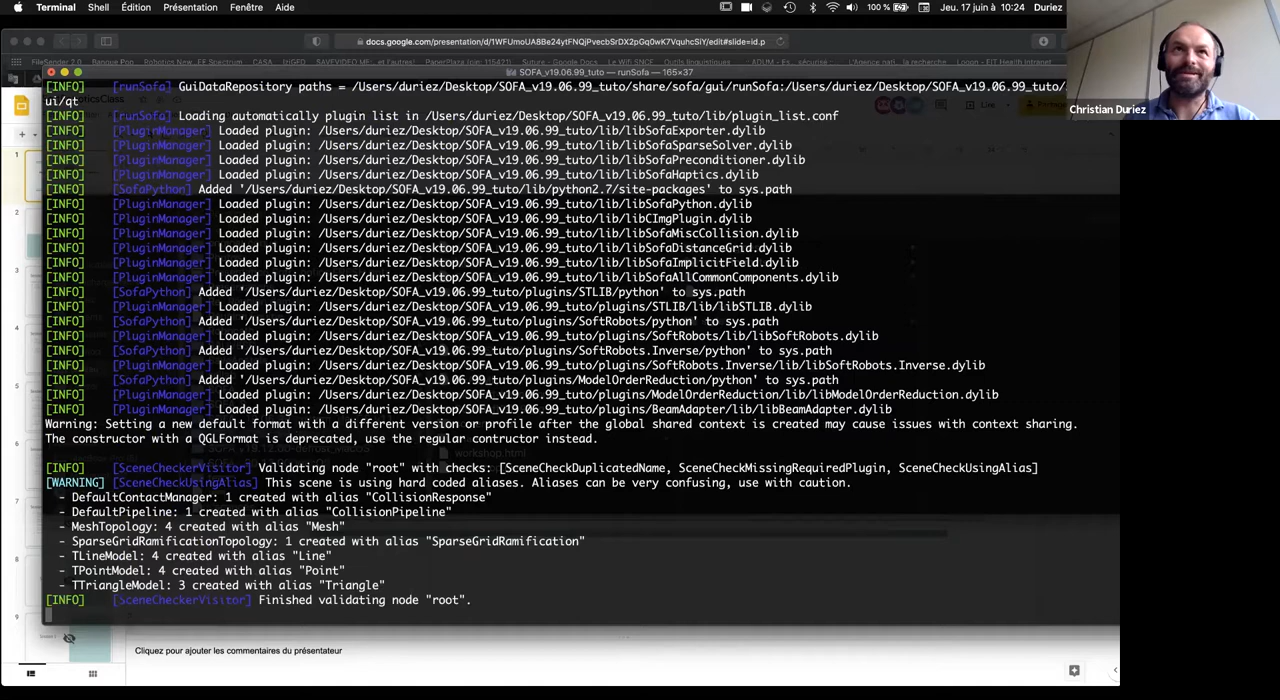 Terminal Shell Édition Présentation Fenêtre Aide 100 % Jeu. 17 juin à 10:24 Duriez
docs.google.com/presentation/d/1WFUmoUA8Be24ytFNQjPvecbSrDX2pGq0wK7VquhcSiY/edit#slide=id.p
SOFA_v19.06.99_tuto — runSofa — 165×37
Christian Duriez
[INFO] [runSofa] GuiDataRepository paths = /Users/duriez/Desktop/SOFA_v19.06.99_tuto/share/sofa/gui/runSofa:/Users/duriez/Desktop/SOFA_v19.06.99_tuto/s
ui/qt
[INFO] [runSofa] Loading automatically plugin list in /Users/duriez/Desktop/SOFA_v19.06.99_tuto/lib/plugin_list.conf
[INFO] [PluginManager] Loaded plugin: /Users/duriez/Desktop/SOFA_v19.06.99_tuto/lib/libSofaExporter.dylib
[INFO] [PluginManager] Loaded plugin: /Users/duriez/Desktop/SOFA_v19.06.99_tuto/lib/libSofaSparseSolver.dylib
[INFO] [PluginManager] Loaded plugin: /Users/duriez/Desktop/SOFA_v19.06.99_tuto/lib/libSofaPreconditioner.dylib
[INFO] [PluginManager] Loaded plugin: /Users/duriez/Desktop/SOFA_v19.06.99_tuto/lib/libSofaHaptics.dylib
[INFO] [SofaPython] Added '/Users/duriez/Desktop/SOFA_v19.06.99_tuto/lib/python2.7/site-packages' to sys.path
[INFO] [PluginManager] Loaded plugin: /Users/duriez/Desktop/SOFA_v19.06.99_tuto/lib/libSofaPython.dylib
[INFO] [PluginManager] Loaded plugin: /Users/duriez/Desktop/SOFA_v19.06.99_tuto/lib/libCImgPlugin.dylib
[INFO] [PluginManager] Loaded plugin: /Users/duriez/Desktop/SOFA_v19.06.99_tuto/lib/libSofaMiscCollision.dylib
[INFO] [PluginManager] Loaded plugin: /Users/duriez/Desktop/SOFA_v19.06.99_tuto/lib/libSofaDistanceGrid.dylib
[INFO] [PluginManager] Loaded plugin: /Users/duriez/Desktop/SOFA_v19.06.99_tuto/lib/libSofaImplicitField.dylib
[INFO] [PluginManager] Loaded plugin: /Users/duriez/Desktop/SOFA_v19.06.99_tuto/lib/libSofaAllCommonComponents.dylib
[INFO] [SofaPython] Added '/Users/duriez/Desktop/SOFA_v19.06.99_tuto/plugins/STLIB/python' to sys.path
[INFO] [PluginManager] Loaded plugin: /Users/duriez/Desktop/SOFA_v19.06.99_tuto/plugins/STLIB/lib/libSTLIB.dylib
[INFO] [SofaPython] Added '/Users/duriez/Desktop/SOFA_v19.06.99_tuto/plugins/SoftRobots/python' to sys.path
[INFO] [PluginManager] Loaded plugin: /Users/duriez/Desktop/SOFA_v19.06.99_tuto/plugins/SoftRobots/lib/libSoftRobots.dylib
[INFO] [SofaPython] Added '/Users/duriez/Desktop/SOFA_v19.06.99_tuto/plugins/SoftRobots.Inverse/python' to sys.path
[INFO] [PluginManager] Loaded plugin: /Users/duriez/Desktop/SOFA_v19.06.99_tuto/plugins/SoftRobots.Inverse/lib/libSoftRobots.Inverse.dylib
[INFO] [SofaPython] Added '/Users/duriez/Desktop/SOFA_v19.06.99_tuto/plugins/ModelOrderReduction/python' to sys.path
[INFO] [PluginManager] Loaded plugin: /Users/duriez/Desktop/SOFA_v19.06.99_tuto/plugins/ModelOrderReduction/lib/libModelOrderReduction.dylib
[INFO] [PluginManager] Loaded plugin: /Users/duriez/Desktop/SOFA_v19.06.99_tuto/plugins/BeamAdapter/lib/libBeamAdapter.dylib
Warning: Setting a new default format with a different version or profile after the global shared context is created may cause issues with context sharing.
The constructor with a QGLFormat is deprecated, use the regular contructor instead.
workshop.html
[INFO] [SceneCheckerVisitor] Validating node "root" with checks: [SceneCheckDuplicatedName, SceneCheckMissingRequiredPlugin, SceneCheckUsingAlias]
[WARNING] [SceneCheckUsingAlias] This scene is using hard coded aliases. Aliases can be very confusing, use with caution.
- DefaultContactManager: 1 created with alias "CollisionResponse"
- DefaultPipeline: 1 created with alias "CollisionPipeline"
- MeshTopology: 4 created with alias "Mesh"
- SparseGridRamificationTopology: 1 created with alias "SparseGridRamification"
- TLineModel: 4 created with alias "Line"
- TPointModel: 4 created with alias "Point"
- TTriangleModel: 3 created with alias "Triangle"
[INFO] [SceneCheckerVisitor] Finished validating node "root".
1
2
3
4
5
6
7
8
9
Cliquez pour ajouter les commentaires du présentateur